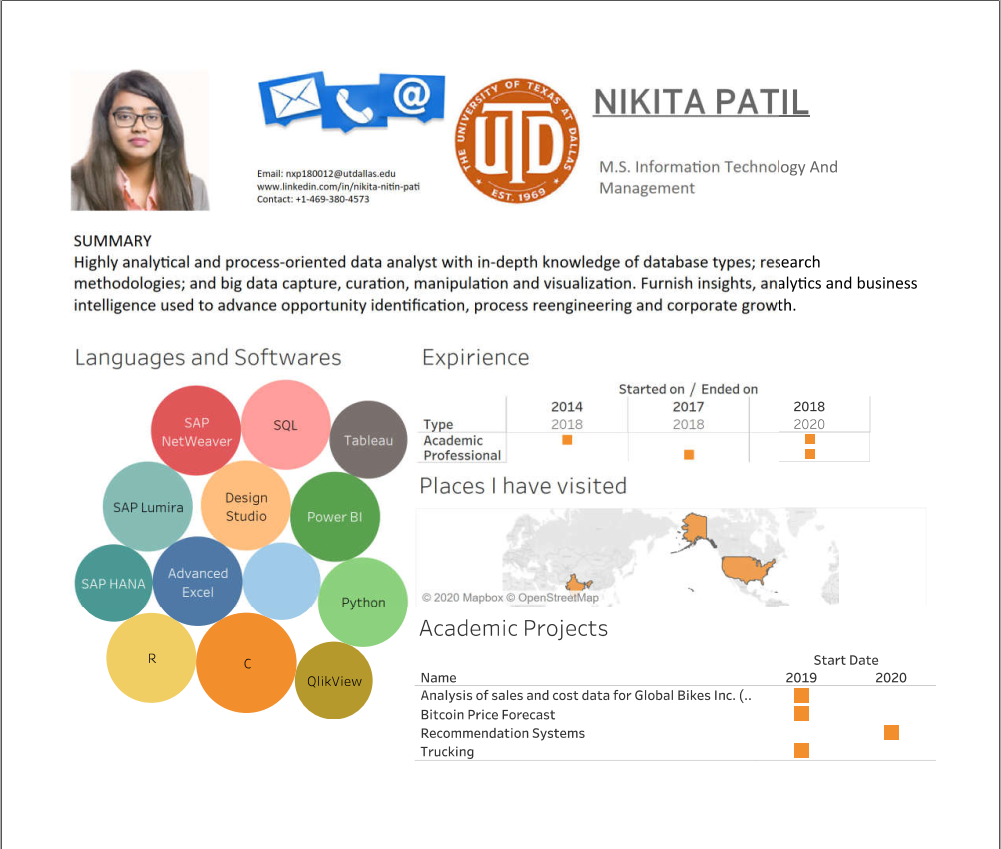 NIKITA PATIL
THE UNIVERSITY OF TEXAS AT DALLAS
UTD
EST. 1969
M.S. Information Technology And
Management
@
Email: nxp180012@utdallas.edu
www.linkedin.com/in/nikita-nitin-pati
Contact: +1-469-380-4573
SUMMARY
Highly analytical and process-oriented data analyst with in-depth knowledge of database types; research
methodologies; and big data capture, curation, manipulation and visualization. Furnish insights, analytics and business
intelligence used to advance opportunity identification, process reengineering and corporate growth.
Languages and Softwares
SAP
NetWeaver
SQL
Tableau
SAP Lumira
Design
Studio
Power BI
SAP HANA
Advanced
Excel
Python
R
C
QlikView
Expirience
Started on / Ended on
2014 2017 2018
Type 2018 2018 2020
Academic
Professional
Places I have visited
© 2020 Mapbox © OpenStreetMap
Academic Projects
Start Date
Name 2019 2020
Analysis of sales and cost data for Global Bikes Inc. (..
Bitcoin Price Forecast
Recommendation Systems
Trucking